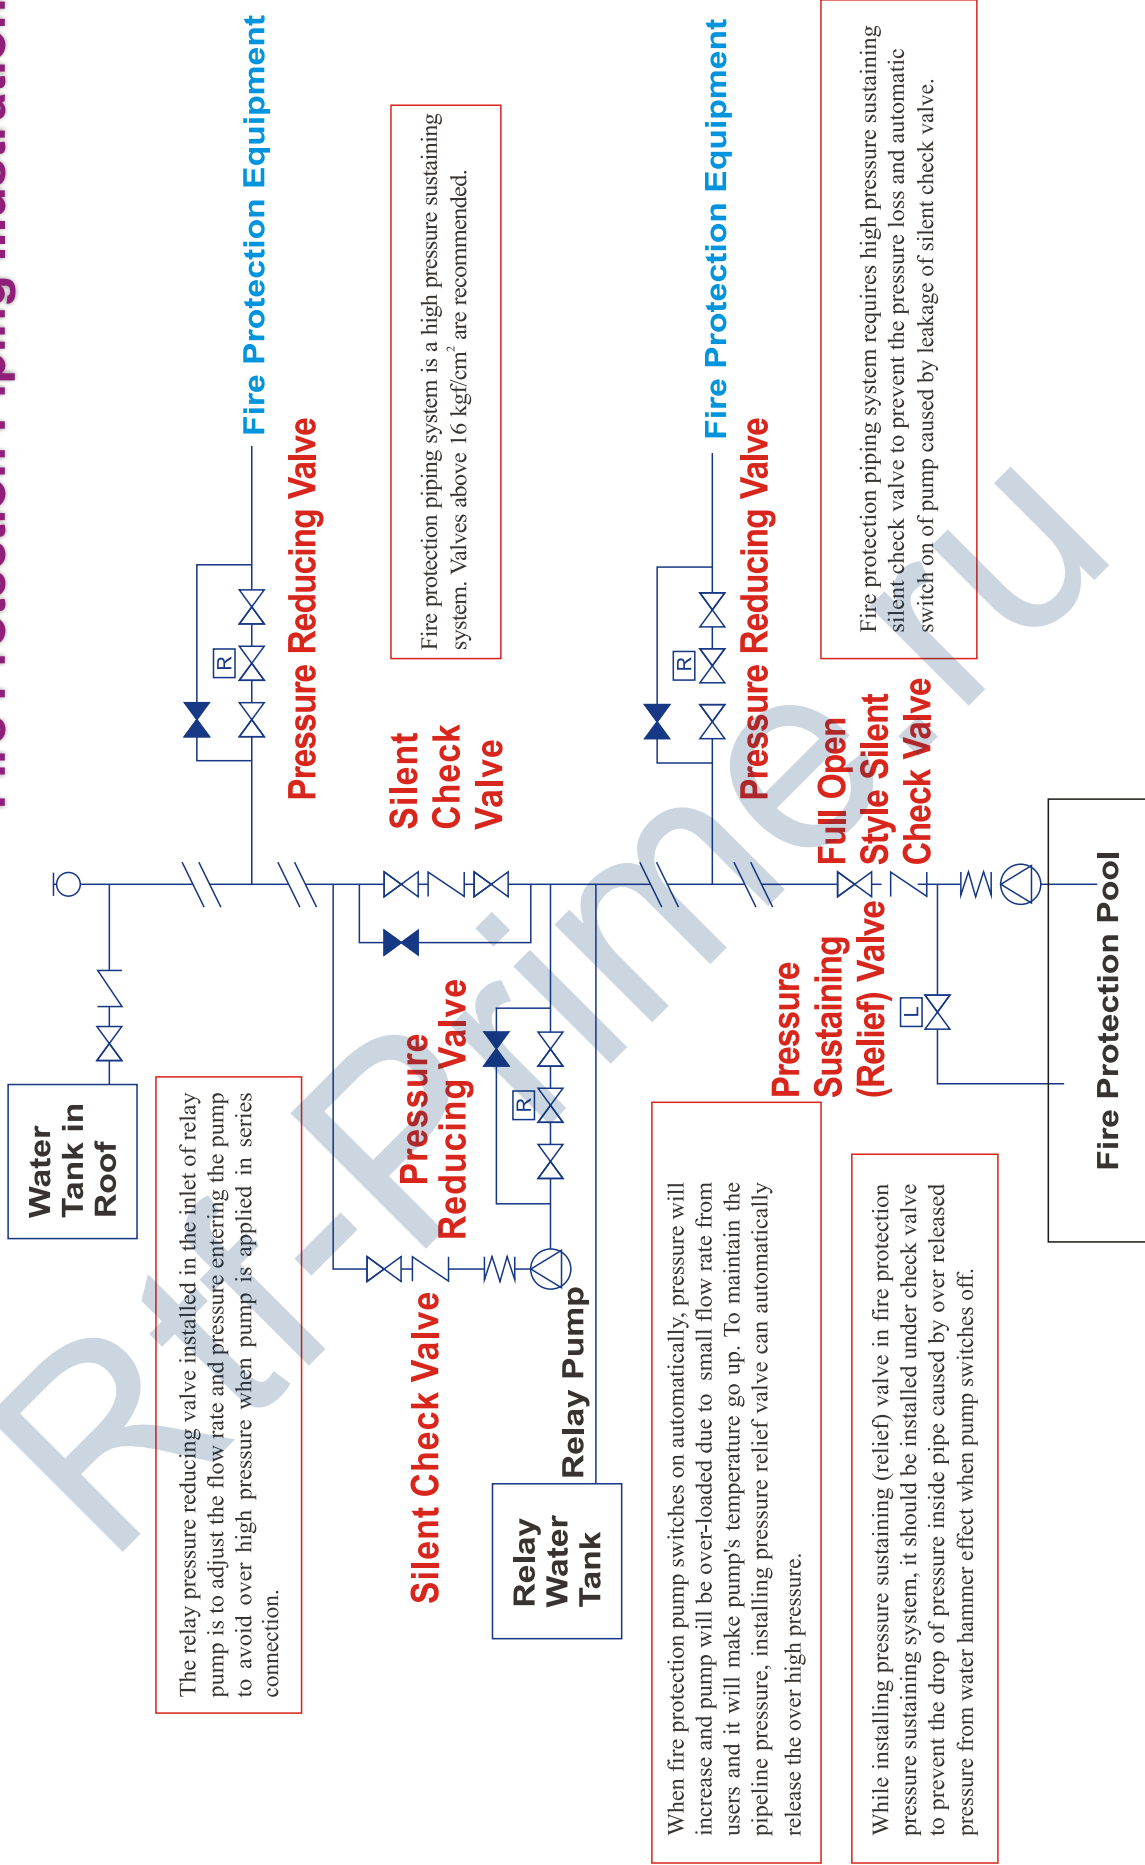 Fire Protection Piping Illustration
Water
Tank in
Roof
Fire Protection Equipment
R
Pressure Reducing Valve
The relay pressure reducing valve installed in the inlet of relay
pump is to adjust the flow rate and pressure entering the pump
to avoid over high pressure when pump is applied in series
connection.
Silent
Check
Valve
Fire protection piping system is a high pressure sustaining
system. Valves above 16 kgf/cm² are recommended.
Pressure
Reducing Valve
R
Silent Check Valve
Relay Pump
Relay
Water
Tank
Fire Protection Equipment
R
Pressure Reducing Valve
When fire protection pump switches on automatically, pressure will
increase and pump will be over-loaded due to small flow rate from
users and it will make pump's temperature go up. To maintain the
pipeline pressure, installing pressure relief valve can automatically
release the over high pressure.
Pressure
Sustaining
(Relief) Valve
L
Full Open
Style Silent
Check Valve
Fire protection piping system requires high pressure sustaining
silent check valve to prevent the pressure loss and automatic
switch on of pump caused by leakage of silent check valve.
While installing pressure sustaining (relief) valve in fire protection
pressure sustaining system, it should be installed under check valve
to prevent the drop of pressure inside pipe caused by over released
pressure from water hammer effect when pump switches off.
Fire Protection Pool
Rtf-Prime.ru